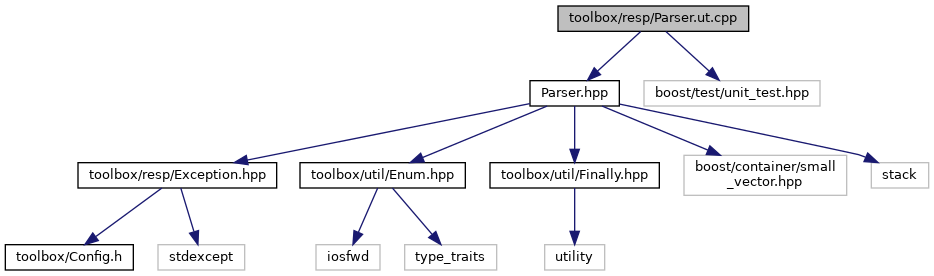 toolbox/resp/Parser.ut.cpp
Parser.hpp
boost/test/unit_test.hpp
toolbox/resp/Exception.hpp
toolbox/util/Enum.hpp
toolbox/util/Finally.hpp
boost/container/small
_vector.hpp
stack
toolbox/Config.h
stdexcept
iosfwd
type_traits
utility